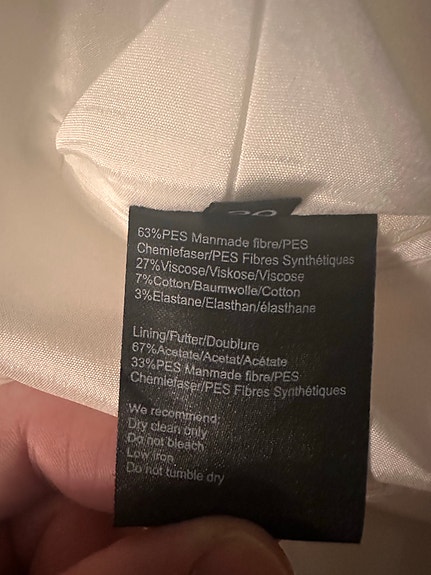 63%PES Manmade fibre/PES
Chemiefaser/PES Fibres Synthétiques
27%Viscose/Viskose/Viscose
7%Cotton/Baumwolle/Cotton
3%Elastane/Elasthan/élasthane
Lining/Futter/Doublure
67%Acetate/Acetat/Acétate
33%PES Manmade fibre/PES
Chemiefaser/PES Fibres Synthétiques
We recommend:
Dry clean only
Do not bleach
Low iron
Do not tumble dry